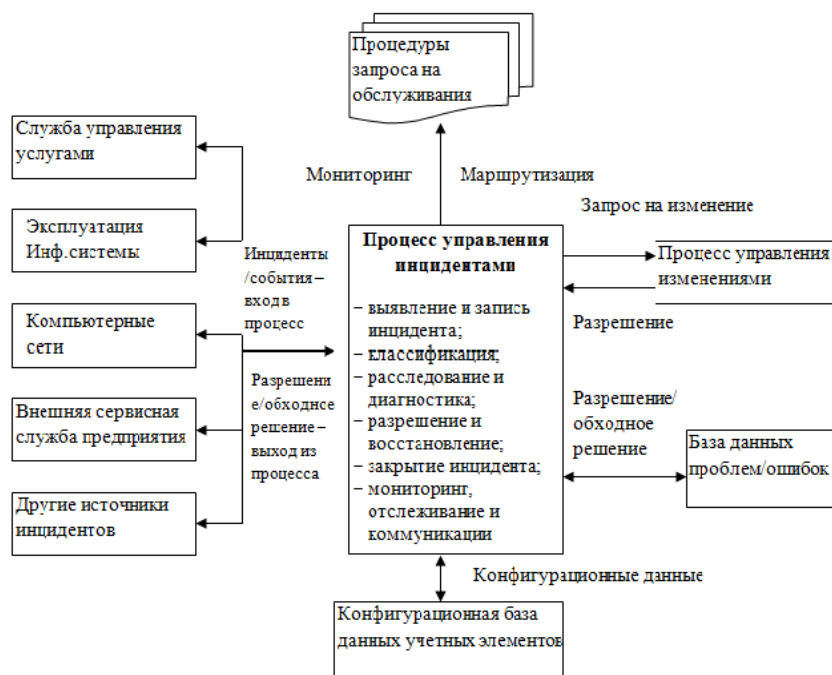 Процедуры
запроса на
обслуживания
Служба управления
услугами
Мониторинг
Маршрутизация
Запрос на изменение
Эксплуатация
Инф.системы
Инциденты
/события –
вход в
процесс
Процесс управления
инцидентами
– выявление и запись
инцидента;
– классификация;
– расследование и
диагностика;
– разрешение и
восстановление;
– закрытие инцидента;
– мониторинг,
отслеживание и
коммуникации
Процесс управления
изменениями
Разрешение
Компьютерные
сети
Разрешени
е/обходное
решение –
выход из
процесса
Разрешение/
обходное
решение
Внешняя сервисная
служба предприятия
База данных
проблем/ошибок
Другие источники
инцидентов
Конфигурационные данные
Конфигурационная база
данных учетных элементов